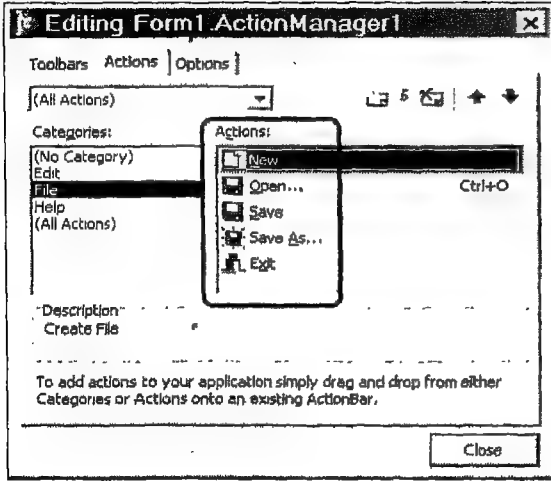 Editing Form1.ActionManager1
Toolbars Actions Options
(All Actions)
Categories:
(No Category)
Edit
File
Help
(All Actions)
Actions:
New
Open... Ctrl+O
Save
Save As...
Exit
Description
Create File
To add actions to your application simply drag and drop from either
Categories or Actions onto an existing ActionBar.
Close